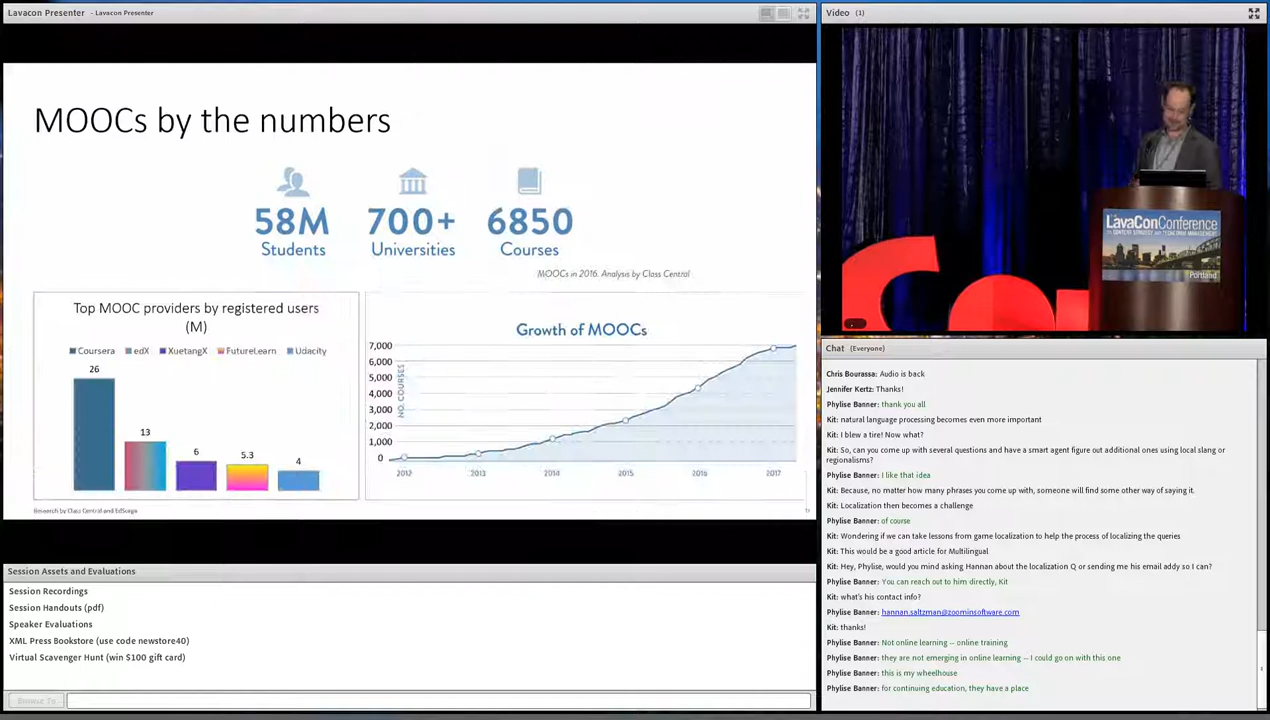 Lavacon Presenter - Lavacon Presenter
MOOCs by the numbers
58M
Students
700+
Universities
6850
Courses
MOOCs in 2016. Analysis by Class Central
Top MOOC providers by registered users
(M)
Coursera edX XuetangX FutureLearn Udacity
26
13
6
5.3
4
Growth of MOOCs
NO. COURSES
7,000
6,000
5,000
4,000
3,000
2,000
1,000
0
2012 2013 2014 2015 2016 2017
Research by Class Central and EdSurge
Session Assets and Evaluations
Session Recordings
Session Handouts (pdf)
Speaker Evaluations
XML Press Bookstore (use code newstore40)
Virtual Scavenger Hunt (win $100 gift card)
Browse To
Video (1)
LavaConConference
Portland
Co
Chat (Everyone)
Chris Bourassa: Audio is back
Jennifer Kertz: Thanks!
Phylise Banner: thank you all
Kit: natural language processing becomes even more important
Kit: I blew a tire! Now what?
Kit: So, can you come up with several questions and have a smart agent figure out additional ones using local slang or
regionalisms?
Phylise Banner: I like that idea
Kit: Because, no matter how many phrases you come up with, someone will find some other way of saying it.
Kit: Localization then becomes a challenge
Phylise Banner: of course
Kit: Wondering if we can take lessons from game localization to help the process of localizing the queries
Kit: This would be a good article for Multilingual
Kit: Hey, Phylise, would you mind asking Hannan about the localization Q or sending me his email addy so I can?
Phylise Banner: You can reach out to him directly, Kit
Kit: what's his contact info?
Phylise Banner: hannan.saltzman@zoominsoftware.com
Kit: thanks!
Phylise Banner: Not online learning -- online training
Phylise Banner: they are not emerging in online learning -- I could go on with this one
Phylise Banner: this is my wheelhouse
Phylise Banner: for continuing education, they have a place